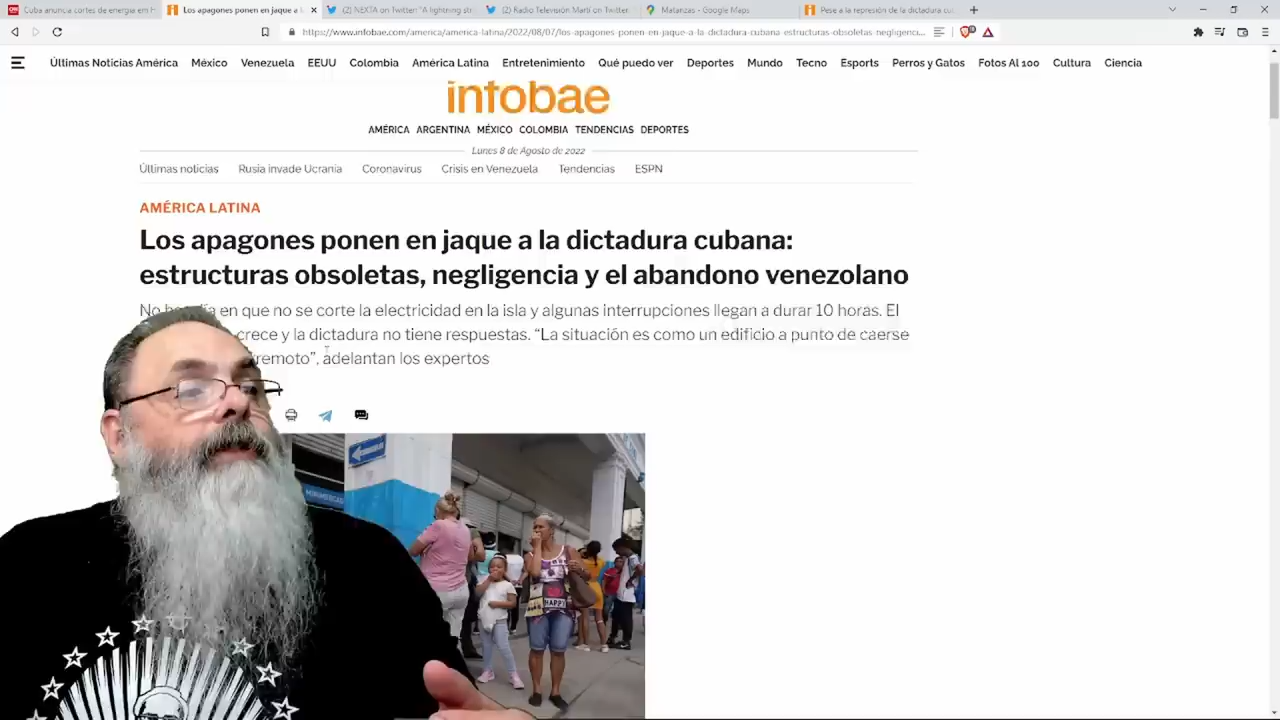 Cuba anuncia cortes de energia em H
Los apagones ponen en jaque a l
(2) NEXTA on Twitter: "A lightning str
(2) Radio Televisión Martí on Twitter:
Matanzas - Google Maps
Pese a la represión de la dictadura cu
https://www.infobae.com/america/america-latina/2022/08/07/los-apagones-ponen-en-jaque-a-la-dictadura-cubana-estructuras-obsoletas-negligenci...
Últimas Noticias América México Venezuela EEUU Colombia América Latina Entretenimiento Qué puedo ver Deportes Mundo Tecno Esports Perros y Gatos Fotos Al 100 Cultura Ciencia
infobae
AMÉRICA ARGENTINA MÉXICO COLOMBIA TENDENCIAS DEPORTES
Lunes 8 de Agosto de 2022
Últimas noticias Rusia invade Ucrania Coronavirus Crisis en Venezuela Tendencias ESPN
AMÉRICA LATINA
Los apagones ponen en jaque a la dictadura cubana:
estructuras obsoletas, negligencia y el abandono venezolano
No en que no se corte la electricidad en la isla y algunas interrupciones llegan a durar 10 horas. El
crece y la dictadura no tiene respuestas. “La situación es como un edificio a punto de caerse
remoto”, adelantan los expertos
HAPPY